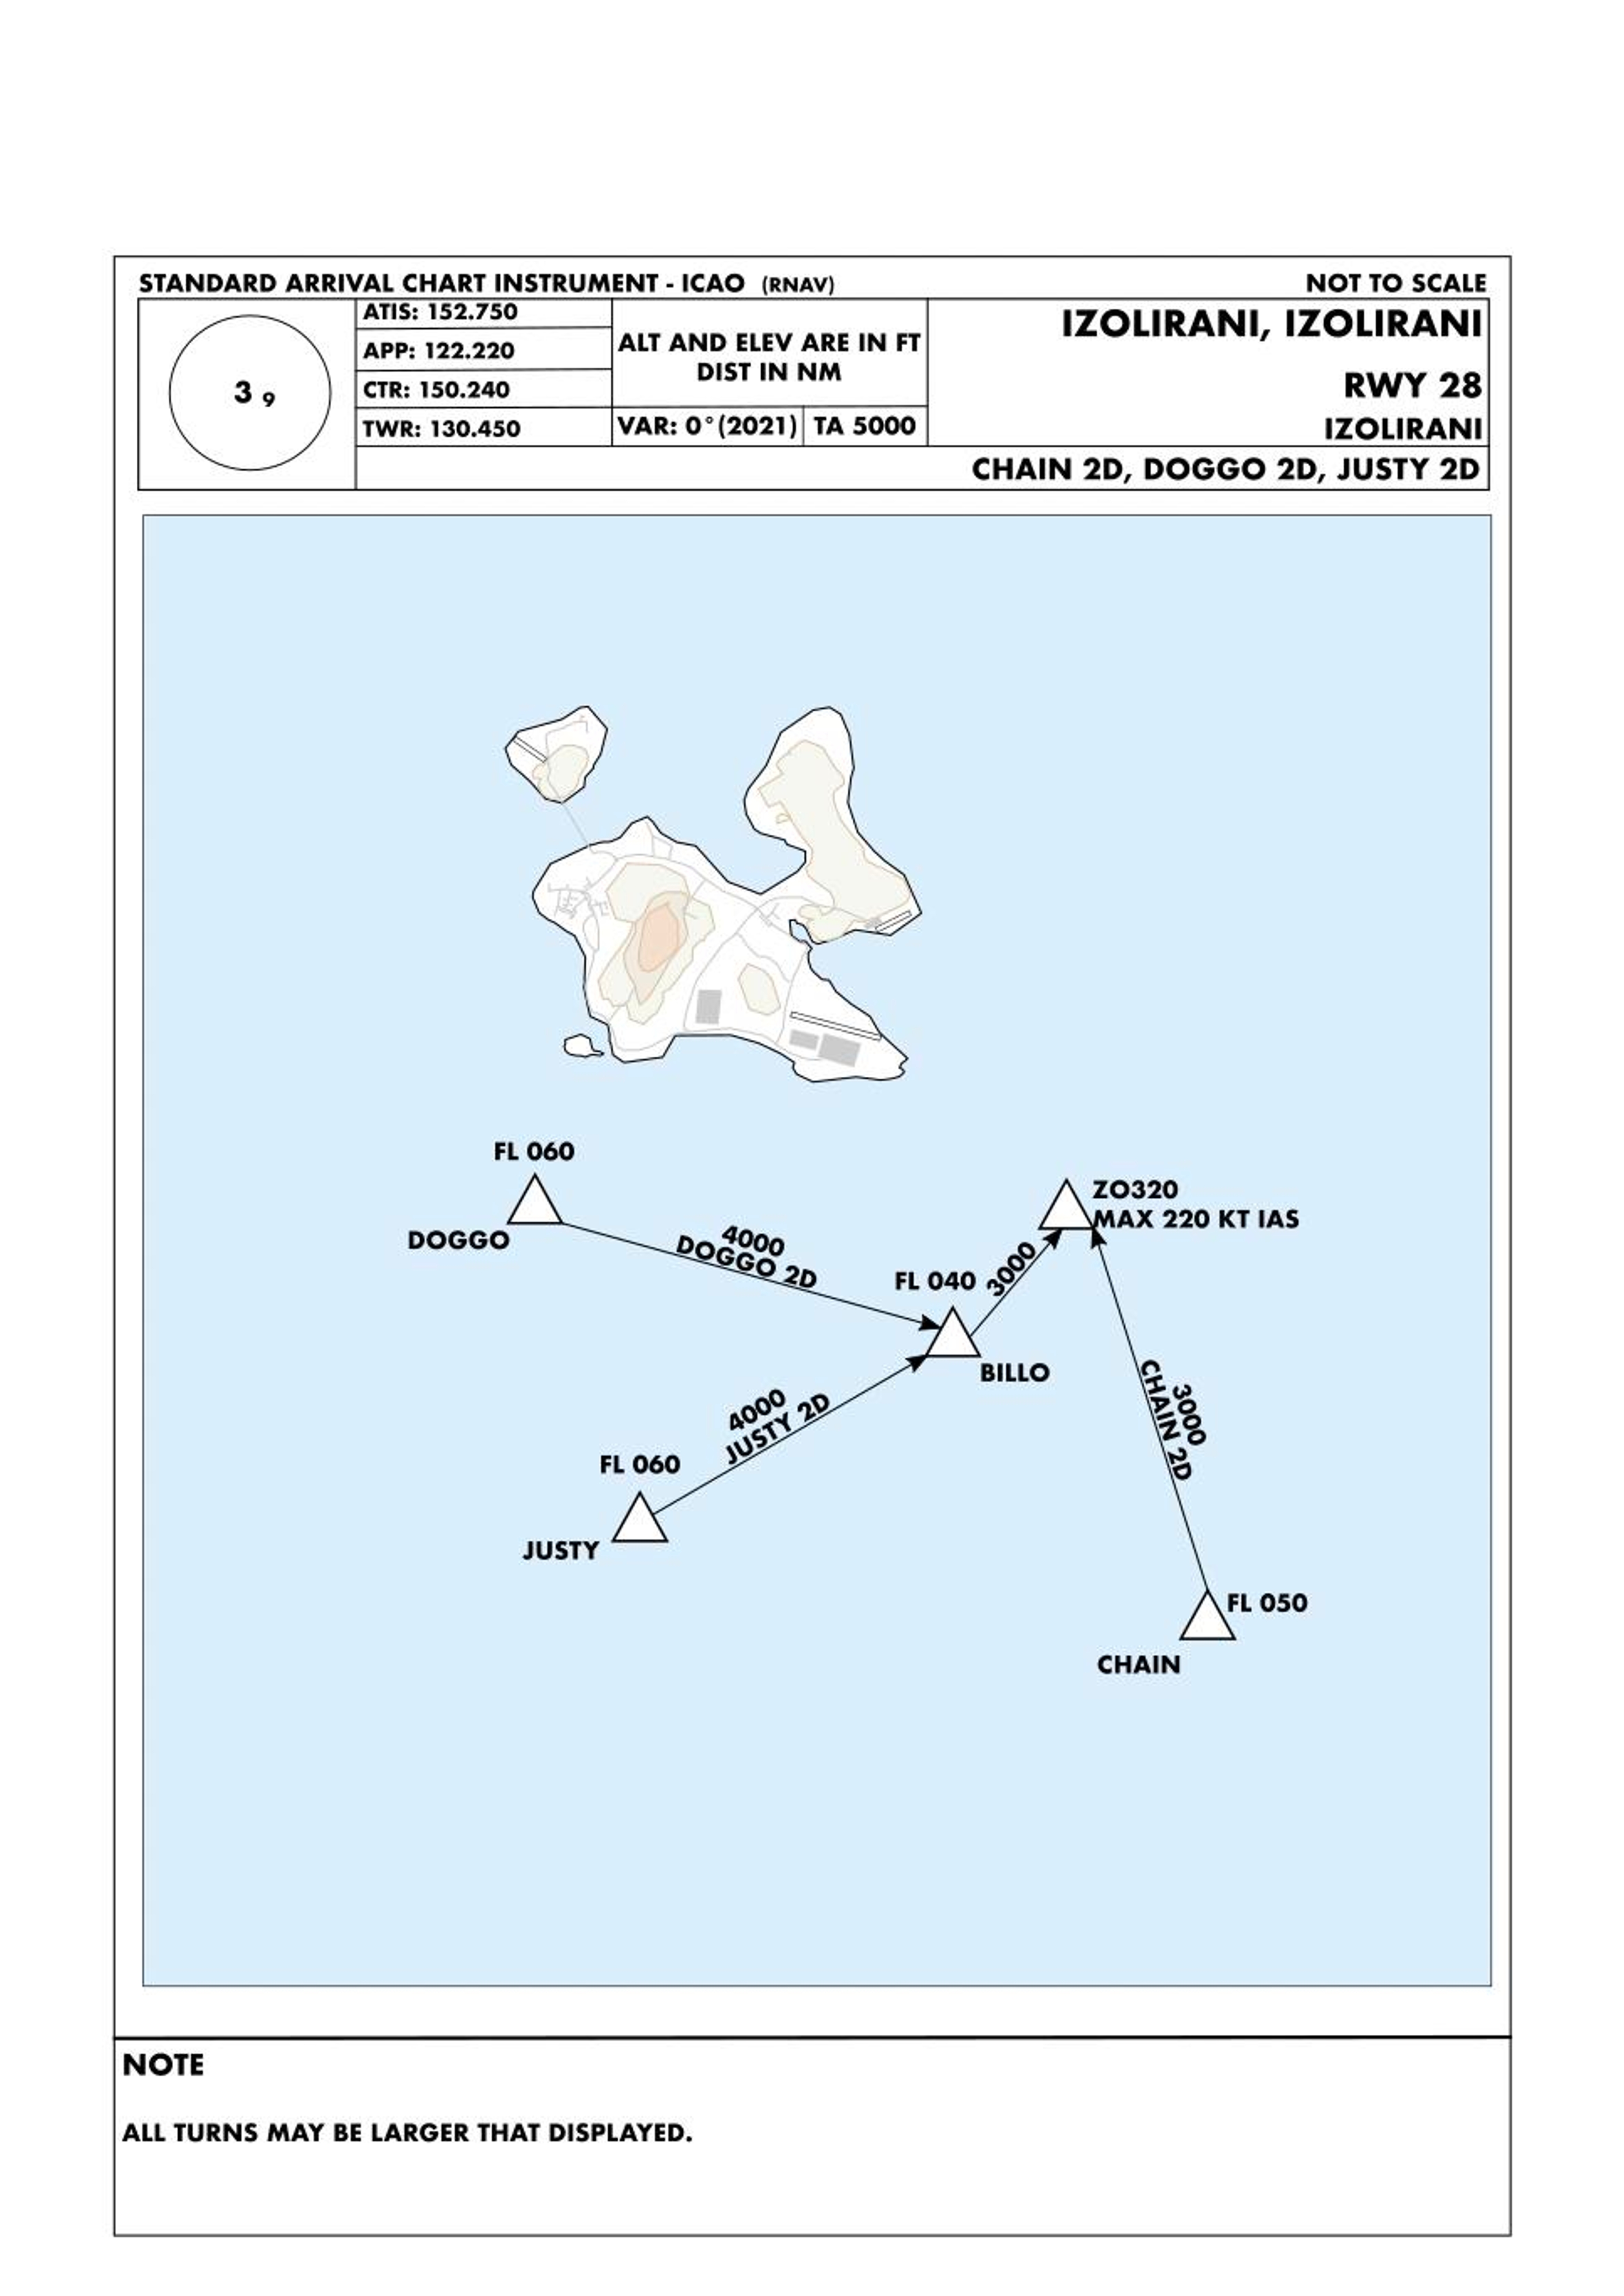 STANDARD ARRIVAL CHART INSTRUMENT - ICAO (RNAV)
NOT TO SCALE
3 9
ATIS: 152.750
APP: 122.220
CTR: 150.240
TWR: 130.450
ALT AND ELEV ARE IN FT
DIST IN NM
VAR: 0°(2021)
TA 5000
IZOLIRANI, IZOLIRANI
RWY 28
IZOLIRANI
CHAIN 2D, DOGGO 2D, JUSTY 2D
FL 060
DOGGO
4000
DOGGO 2D
ZO320
MAX 220 KT IAS
FL 040
3000
BILLO
4000
JUSTY 2D
3000
CHAIN 2D
FL 060
JUSTY
FL 050
CHAIN
NOTE
ALL TURNS MAY BE LARGER THAT DISPLAYED.